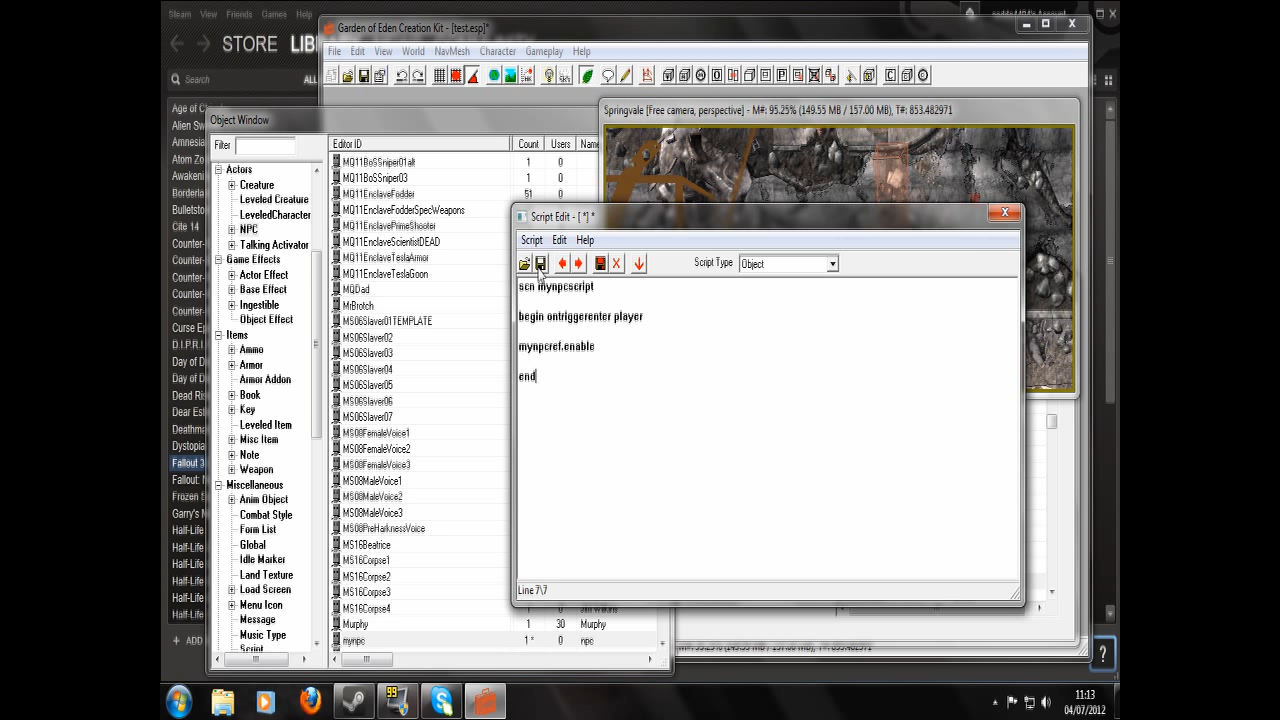 Steam View Friends Games Help
STORE LIB
Search ALL
Age of C
Alien Sw
Amnesia
Atom Zo
Awakeni
Borderla
Bulletsto
Cite 14
Counter-
Counter-
Counter-
Counter-
Counter-
Curse Ep
D.I.P.R.I
Day of D
Day of D
Dead Ris
Dear Est
Deathma
Dystopia
Fallout 3
Fallout:
Frozen S
Garry's M
Half-Life
Half-Life
Half-Life
Half-Life
Half-Life
Half-Life
+ ADD
Garden of Eden Creation Kit - [test.esp]*
File Edit View World NavMesh Character Gameplay Help
Object Window
Filter
Actors
Creature
Leveled Creature
LeveledCharacter
NPC
Talking Activator
Game Effects
Actor Effect
Base Effect
Ingestible
Object Effect
Items
Ammo
Armor
Armor Addon
Book
Key
Leveled Item
Misc Item
Note
Weapon
Miscellaneous
Anim Object
Combat Style
Form List
Global
Idle Marker
Land Texture
Load Screen
Menu Icon
Message
Music Type
Script
Editor ID Count Users Name
MQ11BoSSniper01alt 1 0
MQ11BoSSniper03 1 0
MQ11EnclaveFodder 51 0
MQ11EnclaveFodderSpecWeapons
MQ11EnclavePrimeShooter
MQ11EnclaveScientistDEAD
MQ11EnclaveTeslaArmor
MQ11EnclaveTeslaGoon
MQDad
MrBrotch
MS06Slaver01TEMPLATE
MS06Slaver02
MS06Slaver03
MS06Slaver04
MS06Slaver05
MS06Slaver06
MS06Slaver07
MS08FemaleVoice1
MS08FemaleVoice2
MS08FemaleVoice3
MS08MaleVoice1
MS08MaleVoice2
MS08MaleVoice3
MS08PreHarknessVoice
MS16Beatrice
MS16Corpse1
MS16Corpse2
MS16Corpse3
MS16Corpse4
Murphy 30 Murphy
mynpc 1 * 0 npc
Springvale [Free camera, perspective] - M#: 95.25% (149.55 MB / 157.00 MB), T#: 853.482971
Script Edit - [ *] *
Script Edit Help
Script Type Object
scn mynpcscript
begin ontriggerenter player
mynpcref.enable
end
Line 7\7
99
11:13
04/07/2012